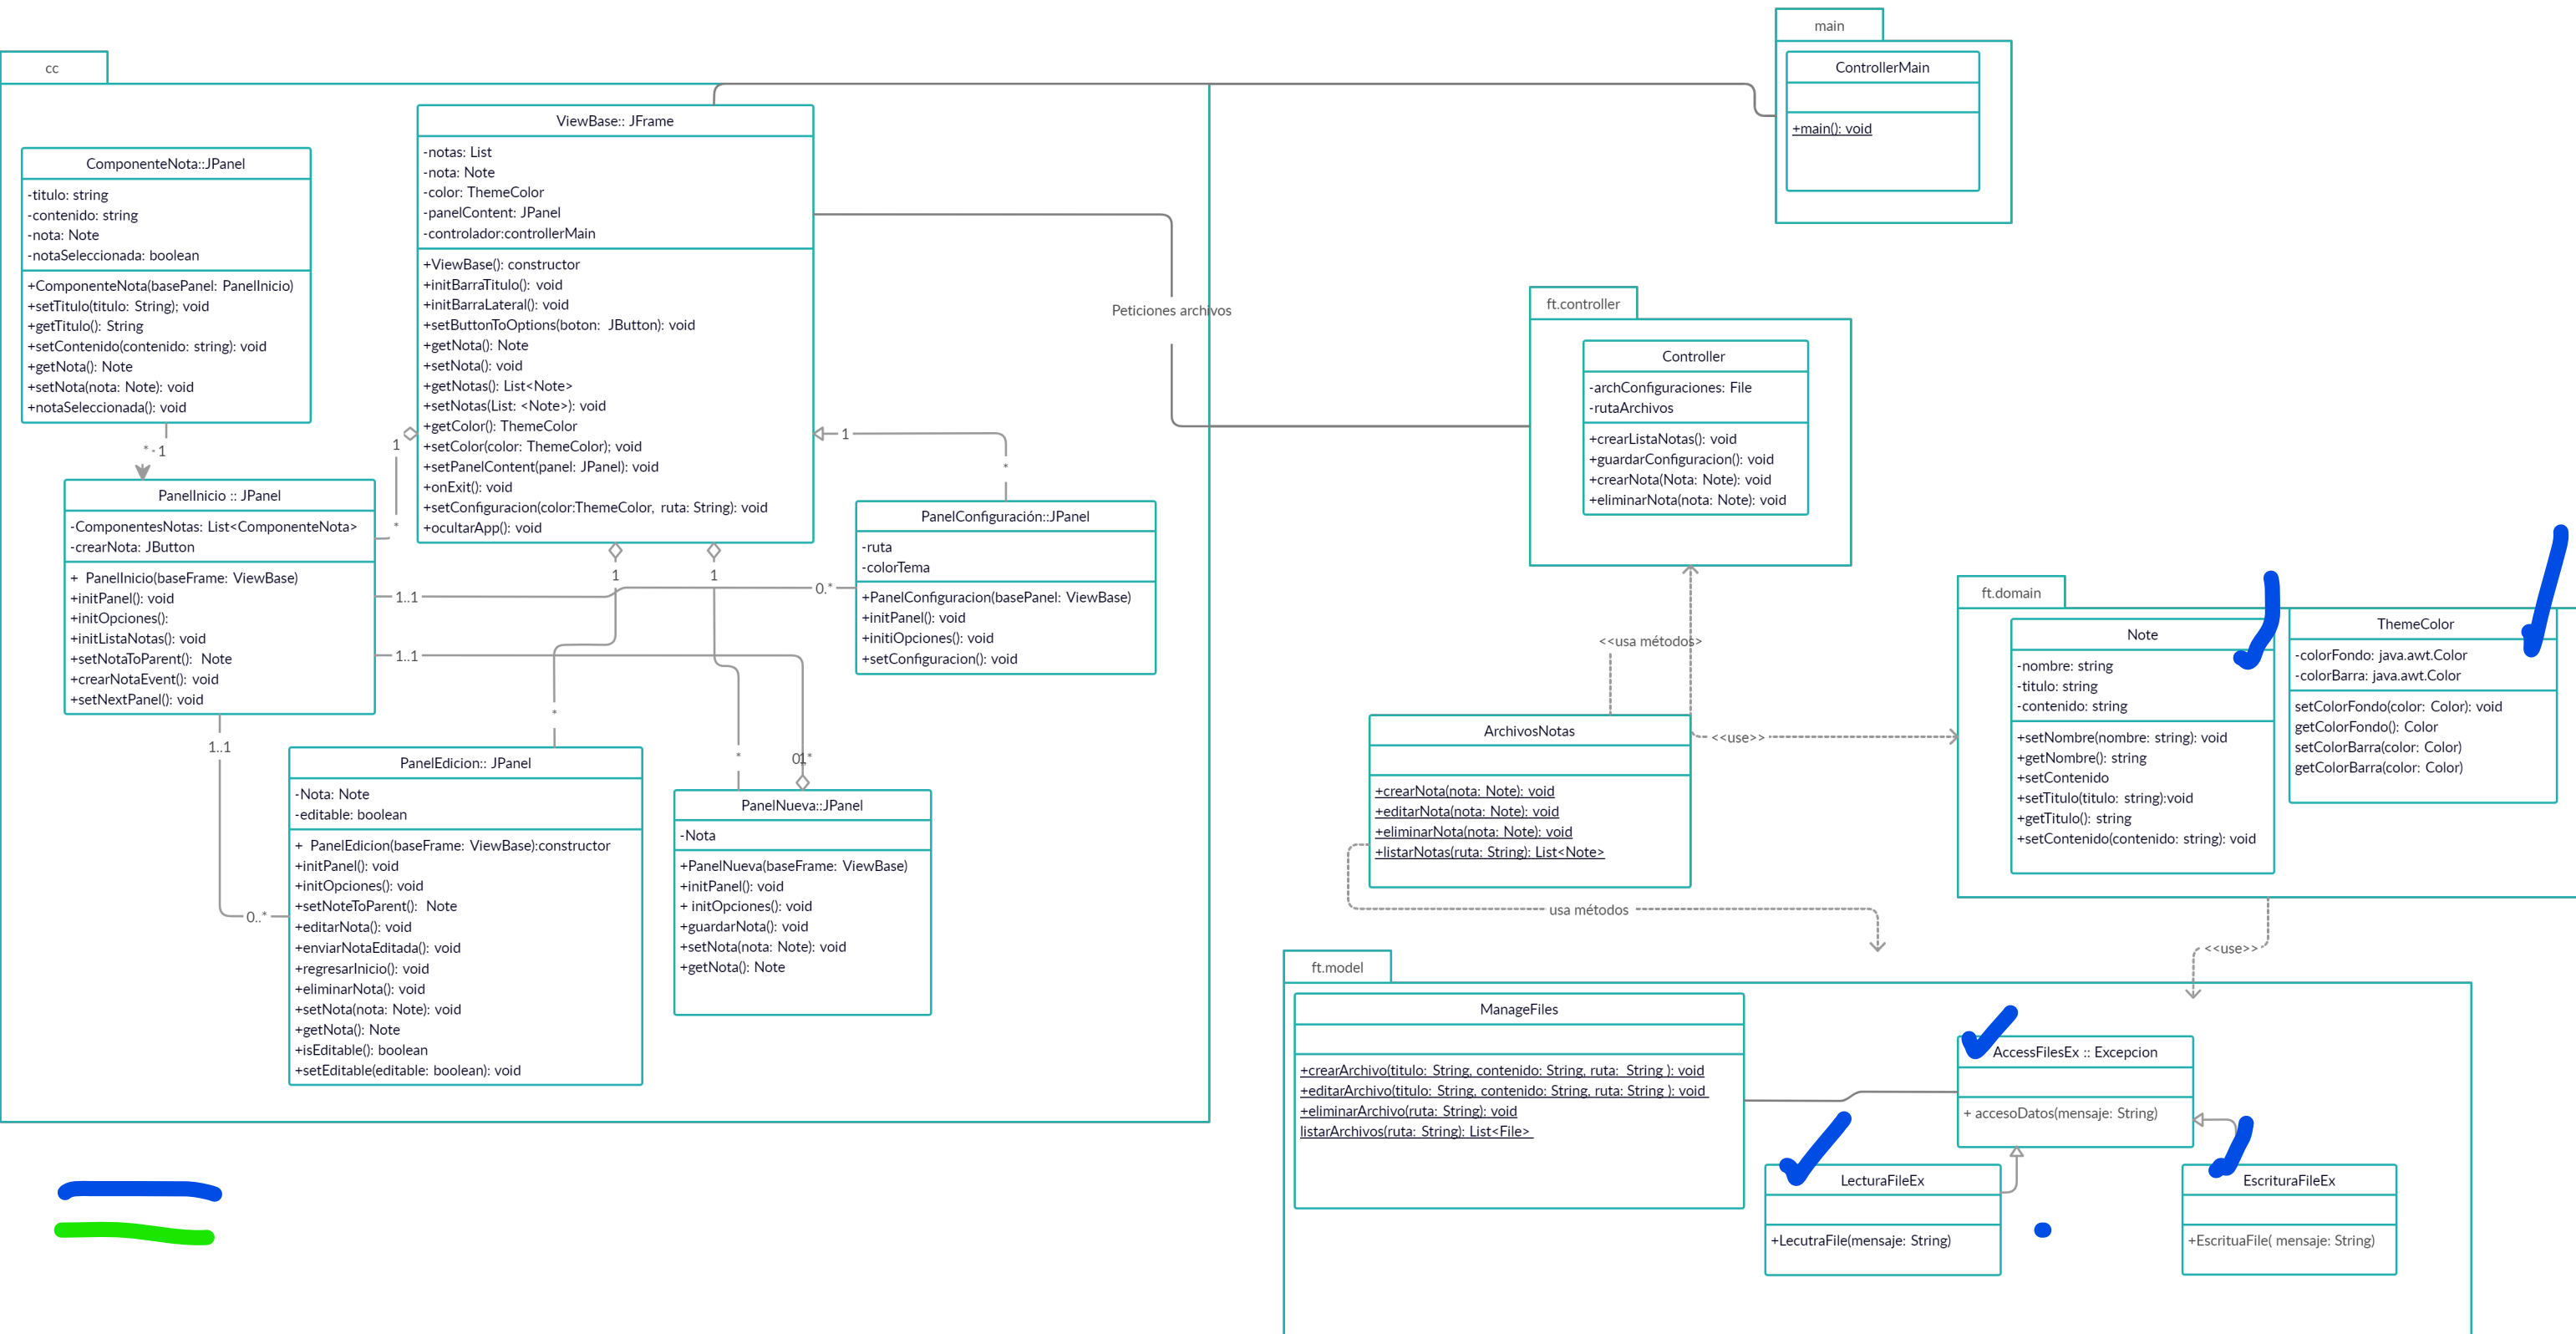 main
ControllerMain
+main(): void
cc
ViewBase:: JFrame
-notas: List
-nota: Note
-color: ThemeColor
-panelContent: JPanel
-controlador:controllerMain
+ViewBase(): constructor
+initBarraTitulo(): void
+initBarraLateral(): void
+setButtonToOptions(boton: JButton): void
+getNota(): Note
+setNota(): void
+getNotas(): List<Note>
+setNotas(List: <Note>): void
+getColor(): ThemeColor
+setColor(color: ThemeColor); void
+setPanelContent(panel: JPanel): void
+onExit(): void
+setConfiguracion(color:ThemeColor, ruta: String): void
+ocultarApp(): void
ComponenteNota::JPanel
-titulo: string
-contenido: string
-nota: Note
-notaSeleccionada: boolean
+ComponenteNota(basePanel: PanelInicio)
+setTitulo(titulo: String); void
+getTitulo(): String
+setContenido(contenido: string): void
+getNota(): Note
+setNota(nota: Note): void
+notaSeleccionada(): void
* - 1
1
*
1
*
PanelInicio :: JPanel
-ComponentesNotas: List<ComponenteNota>
-crearNota: JButton
+ PanelInicio(baseFrame: ViewBase)
+initPanel(): void
+initOpciones():
+initListaNotas(): void
+setNotaToParent(): Note
+crearNotaEvent(): void
+setNextPanel(): void
PanelConfiguración::JPanel
-ruta
-colorTema
+PanelConfiguracion(basePanel: ViewBase)
+initPanel(): void
+initiOpciones(): void
+setConfiguracion(): void
1
1
1..1
0..*
1..1
1..1
0..*
*
*
PanelEdicion:: JPanel
-Nota: Note
-editable: boolean
+ PanelEdicion(baseFrame: ViewBase):constructor
+initPanel(): void
+initOpciones(): void
+setNoteToParent(): Note
+editarNota(): void
+enviarNotaEditada(): void
+regresarInicio(): void
+eliminarNota(): void
+setNota(nota: Note): void
+getNota(): Note
+isEditable(): boolean
+setEditable(editable: boolean): void
PanelNueva::JPanel
-Nota
+PanelNueva(baseFrame: ViewBase)
+initPanel(): void
+ initOpciones(): void
+guardarNota(): void
+setNota(nota: Note): void
+getNota(): Note
Peticiones archivos
ft.controller
Controller
-archConfiguraciones: File
-rutaArchivos
+crearListaNotas(): void
+guardarConfiguracion(): void
+crearNota(Nota: Note): void
+eliminarNota(nota: Note): void
<<usa métodos>
ArchivosNotas
+crearNota(nota: Note): void
+editarNota(nota: Note): void
+eliminarNota(nota: Note): void
+listarNotas(ruta: String): List<Note>
<<use>>
usa métodos
ft.domain
Note
-nombre: string
-titulo: string
-contenido: string
+setNombre(nombre: string): void
+getNombre(): string
+setContenido
+setTitulo(titulo: string):void
+getTitulo(): string
+setContenido(contenido: string): void
ThemeColor
-colorFondo: java.awt.Color
-colorBarra: java.awt.Color
setColorFondo(color: Color): void
getColorFondo(): Color
setColorBarra(color: Color)
getColorBarra(color: Color)
<<use>>
ft.model
ManageFiles
+crearArchivo(titulo: String, contenido: String, ruta: String ): void
+editarArchivo(titulo: String, contenido: String, ruta: String ): void
+eliminarArchivo(ruta: String): void
listarArchivos(ruta: String): List<File>
AccessFilesEx :: Excepcion
+ accesoDatos(mensaje: String)
LecturaFileEx
+LecutraFile(mensaje: String)
EscrituraFileEx
+EscrituaFile( mensaje: String)